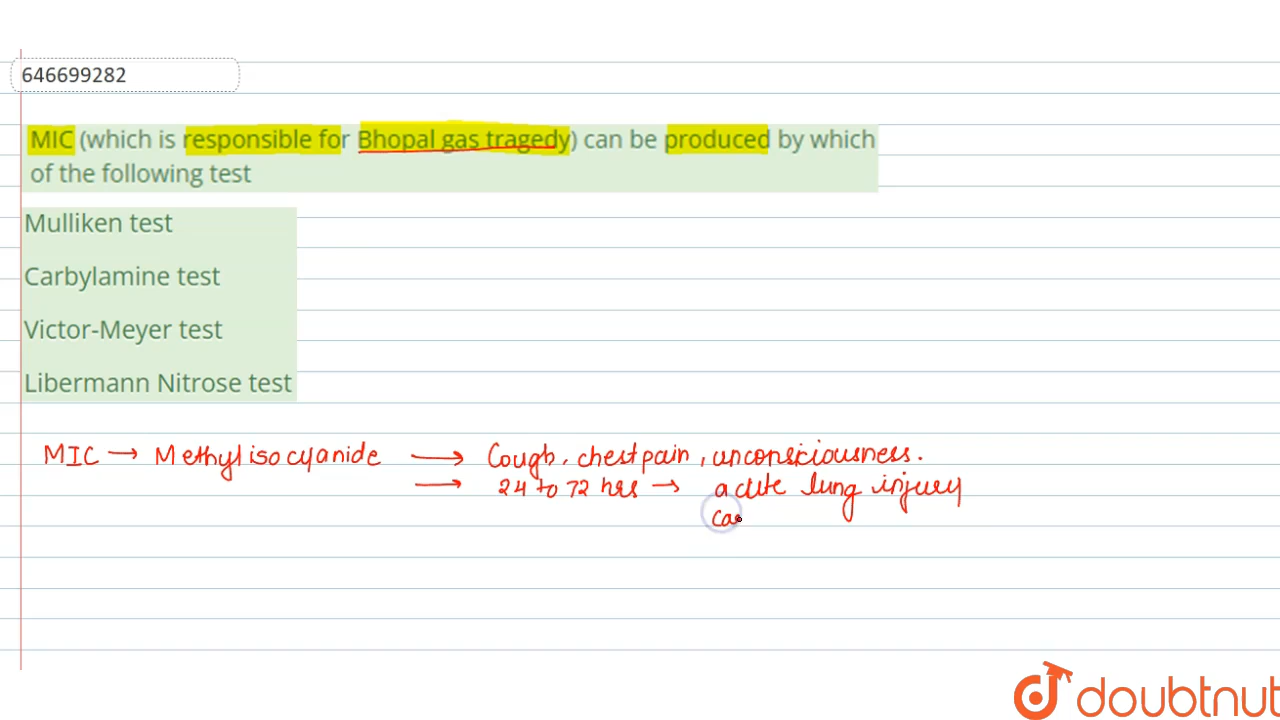 646699282
MIC (which is responsible for Bhopal gas tragedy) can be produced by which
of the following test
Mulliken test
Carbylamine test
Victor-Meyer test
Libermann Nitrose test
MIC → Methyl isocyanide → Cough, chest pain, unconsciousness.
→ 24 to 72 hrs → acute lung injury
ca
doubtnut